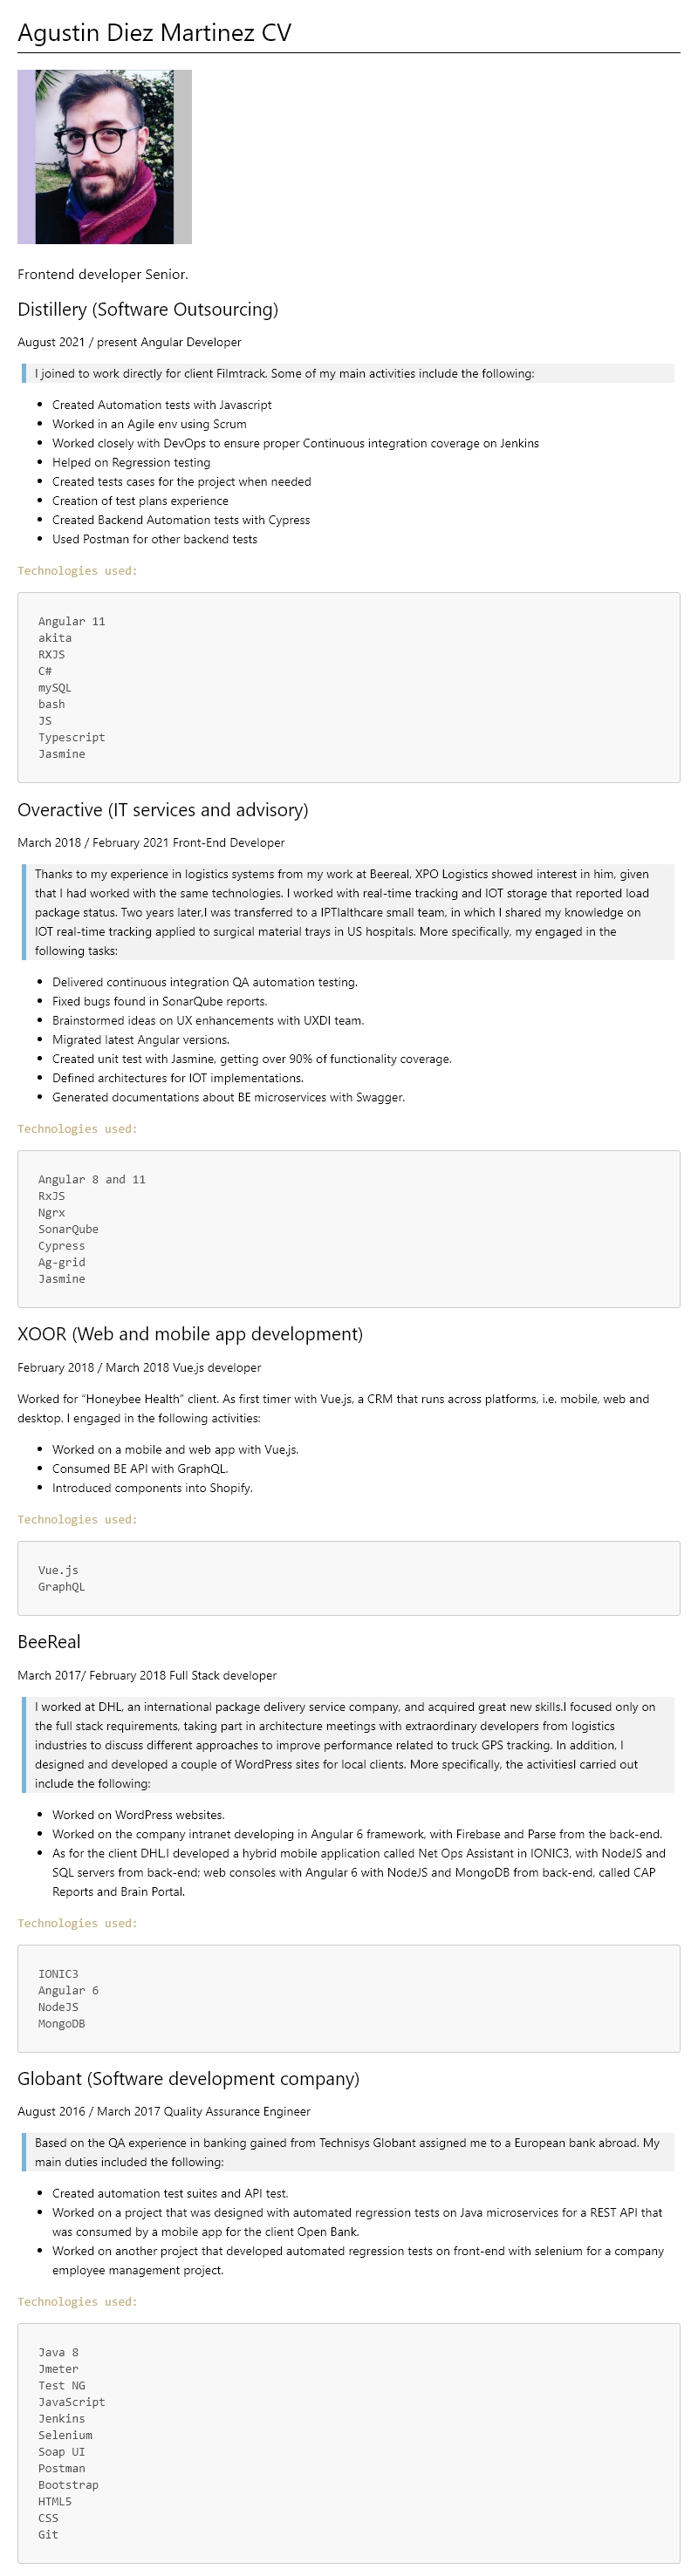 Agustin Diez Martinez CV
Frontend developer Senior.
Distillery (Software Outsourcing)
August 2021 / present Angular Developer
I joined to work directly for client Filmtrack. Some of my main activities include the following:
• Created Automation tests with Javascript
• Worked in an Agile env using Scrum
• Worked closely with DevOps to ensure proper Continuous integration coverage on Jenkins
• Helped on Regression testing
• Created tests cases for the project when needed
• Creation of test plans experience
• Created Backend Automation tests with Cypress
• Used Postman for other backend tests
Technologies used:
Angular 11
akita
RXJS
C#
mySQL
bash
JS
Typescript
Jasmine
Overactive (IT services and advisory)
March 2018 / February 2021 Front-End Developer
Thanks to my experience in logistics systems from my work at Beereal, XPO Logistics showed interest in him, given
that I had worked with the same technologies. I worked with real-time tracking and IOT storage that reported load
package status. Two years later,I was transferred to a IPTlalthcare small team, in which I shared my knowledge on
IOT real-time tracking applied to surgical material trays in US hospitals. More specifically, my engaged in the
following tasks:
• Delivered continuous integration QA automation testing.
• Fixed bugs found in SonarQube reports.
• Brainstormed ideas on UX enhancements with UXDI team.
• Migrated latest Angular versions.
• Created unit test with Jasmine, getting over 90% of functionality coverage.
• Defined architectures for IOT implementations.
• Generated documentations about BE microservices with Swagger.
Technologies used:
Angular 8 and 11
RxJS
Ngrx
SonarQube
Cypress
Ag-grid
Jasmine
XOOR (Web and mobile app development)
February 2018 / March 2018 Vue.js developer
Worked for “Honeybee Health” client. As first timer with Vue.js, a CRM that runs across platforms, i.e. mobile, web and
desktop. I engaged in the following activities:
• Worked on a mobile and web app with Vue.js.
• Consumed BE API with GraphQL.
• Introduced components into Shopify.
Technologies used:
Vue.js
GraphQL
BeeReal
March 2017/ February 2018 Full Stack developer
I worked at DHL, an international package delivery service company, and acquired great new skills.I focused only on
the full stack requirements, taking part in architecture meetings with extraordinary developers from logistics
industries to discuss different approaches to improve performance related to truck GPS tracking. In addition, I
designed and developed a couple of WordPress sites for local clients. More specifically, the activitiesI carried out
include the following:
• Worked on WordPress websites.
• Worked on the company intranet developing in Angular 6 framework, with Firebase and Parse from the back-end.
• As for the client DHL,I developed a hybrid mobile application called Net Ops Assistant in IONIC3, with NodeJS and
SQL servers from back-end; web consoles with Angular 6 with NodeJS and MongoDB from back-end, called CAP
Reports and Brain Portal.
Technologies used:
IONIC3
Angular 6
NodeJS
MongoDB
Globant (Software development company)
August 2016 / March 2017 Quality Assurance Engineer
Based on the QA experience in banking gained from Technisys Globant assigned me to a European bank abroad. My
main duties included the following:
• Created automation test suites and API test.
• Worked on a project that was designed with automated regression tests on Java microservices for a REST API that
was consumed by a mobile app for the client Open Bank.
• Worked on another project that developed automated regression tests on front-end with selenium for a company
employee management project.
Technologies used:
Java 8
Jmeter
Test NG
JavaScript
Jenkins
Selenium
Soap UI
Postman
Bootstrap
HTML5
CSS
Git